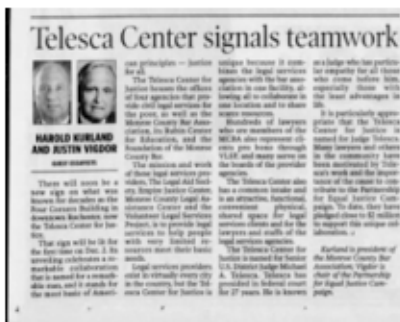 Telesca Center signals teamwork
HAROLD KURLAND
AND JUSTIN VIGDOR
GUEST ESSAYISTS
There will soon be a
new sign on what was
known for decades as the
Four Corners Building in
downtown Rochester, now
the Telesca Center for Jus-
tice.
That sign will be lit for
the first time on Dec. 2. Its
unveiling celebrates a re-
markable collaboration
that is named for a remark-
able man, and it stands for
the most basic of Ameri-
can principles — justice
for all.
The Telesca Center for
Justice houses the offices
of four agencies that pro-
vide civil legal services for
the poor, as well as the
Monroe County Bar Asso-
ciation, its Rubin Center
for Education, and the
Foundation of the Monroe
County Bar.
The mission and work
of those legal services pro-
viders, The Legal Aid Soci-
ety, Empire Justice Center,
Monroe County Legal As-
sistance Center and the
Volunteer Legal Services
Project, is to provide legal
services to help people
with very limited re-
sources meet their basic
needs.
Legal services providers
exist in virtually every city
in the country, but the Tel-
esca Center for Justice is
unique because it com-
bines the legal services
agencies with the bar asso-
ciation in one facility, al-
lowing all to collaborate in
one location and to share
scarce resources.
Hundreds of lawyers
who are members of the
MCBA also represent cli-
ents pro bono through
VLSP, and many serve on
the boards of the provider
agencies.
The Telesca Center also
has a common intake and
is an attractive, functional,
convenient physical,
shared space for legal
services clients and for the
lawyers and staffs of the
legal services agencies.
The Telesca Center for
Justice is named for Senior
U.S. District Judge Michael
A. Telesca. Telesca has
presided in federal court
for 27 years. He is known
as a Judge who has particu-
lar empathy for all those
who come before him,
especially those with
the least advantages in
life.
It is particularly appro-
priate that the Telesca
Center for Justice is
named for Judge Telesca.
Many lawyers and others
in the community have
been motivated by Tele-
sca's work and the impor-
tance of the cause to con-
tribute to the Partnership
for Equal Justice Cam-
paign. To date, they have
pledged close to $2 million
to support this unique col-
laboration.
Kurland is president of
the Monroe County Bar
Association; Vigdor is
chair of the Partnership
for Equal Justice Cam-
paign.